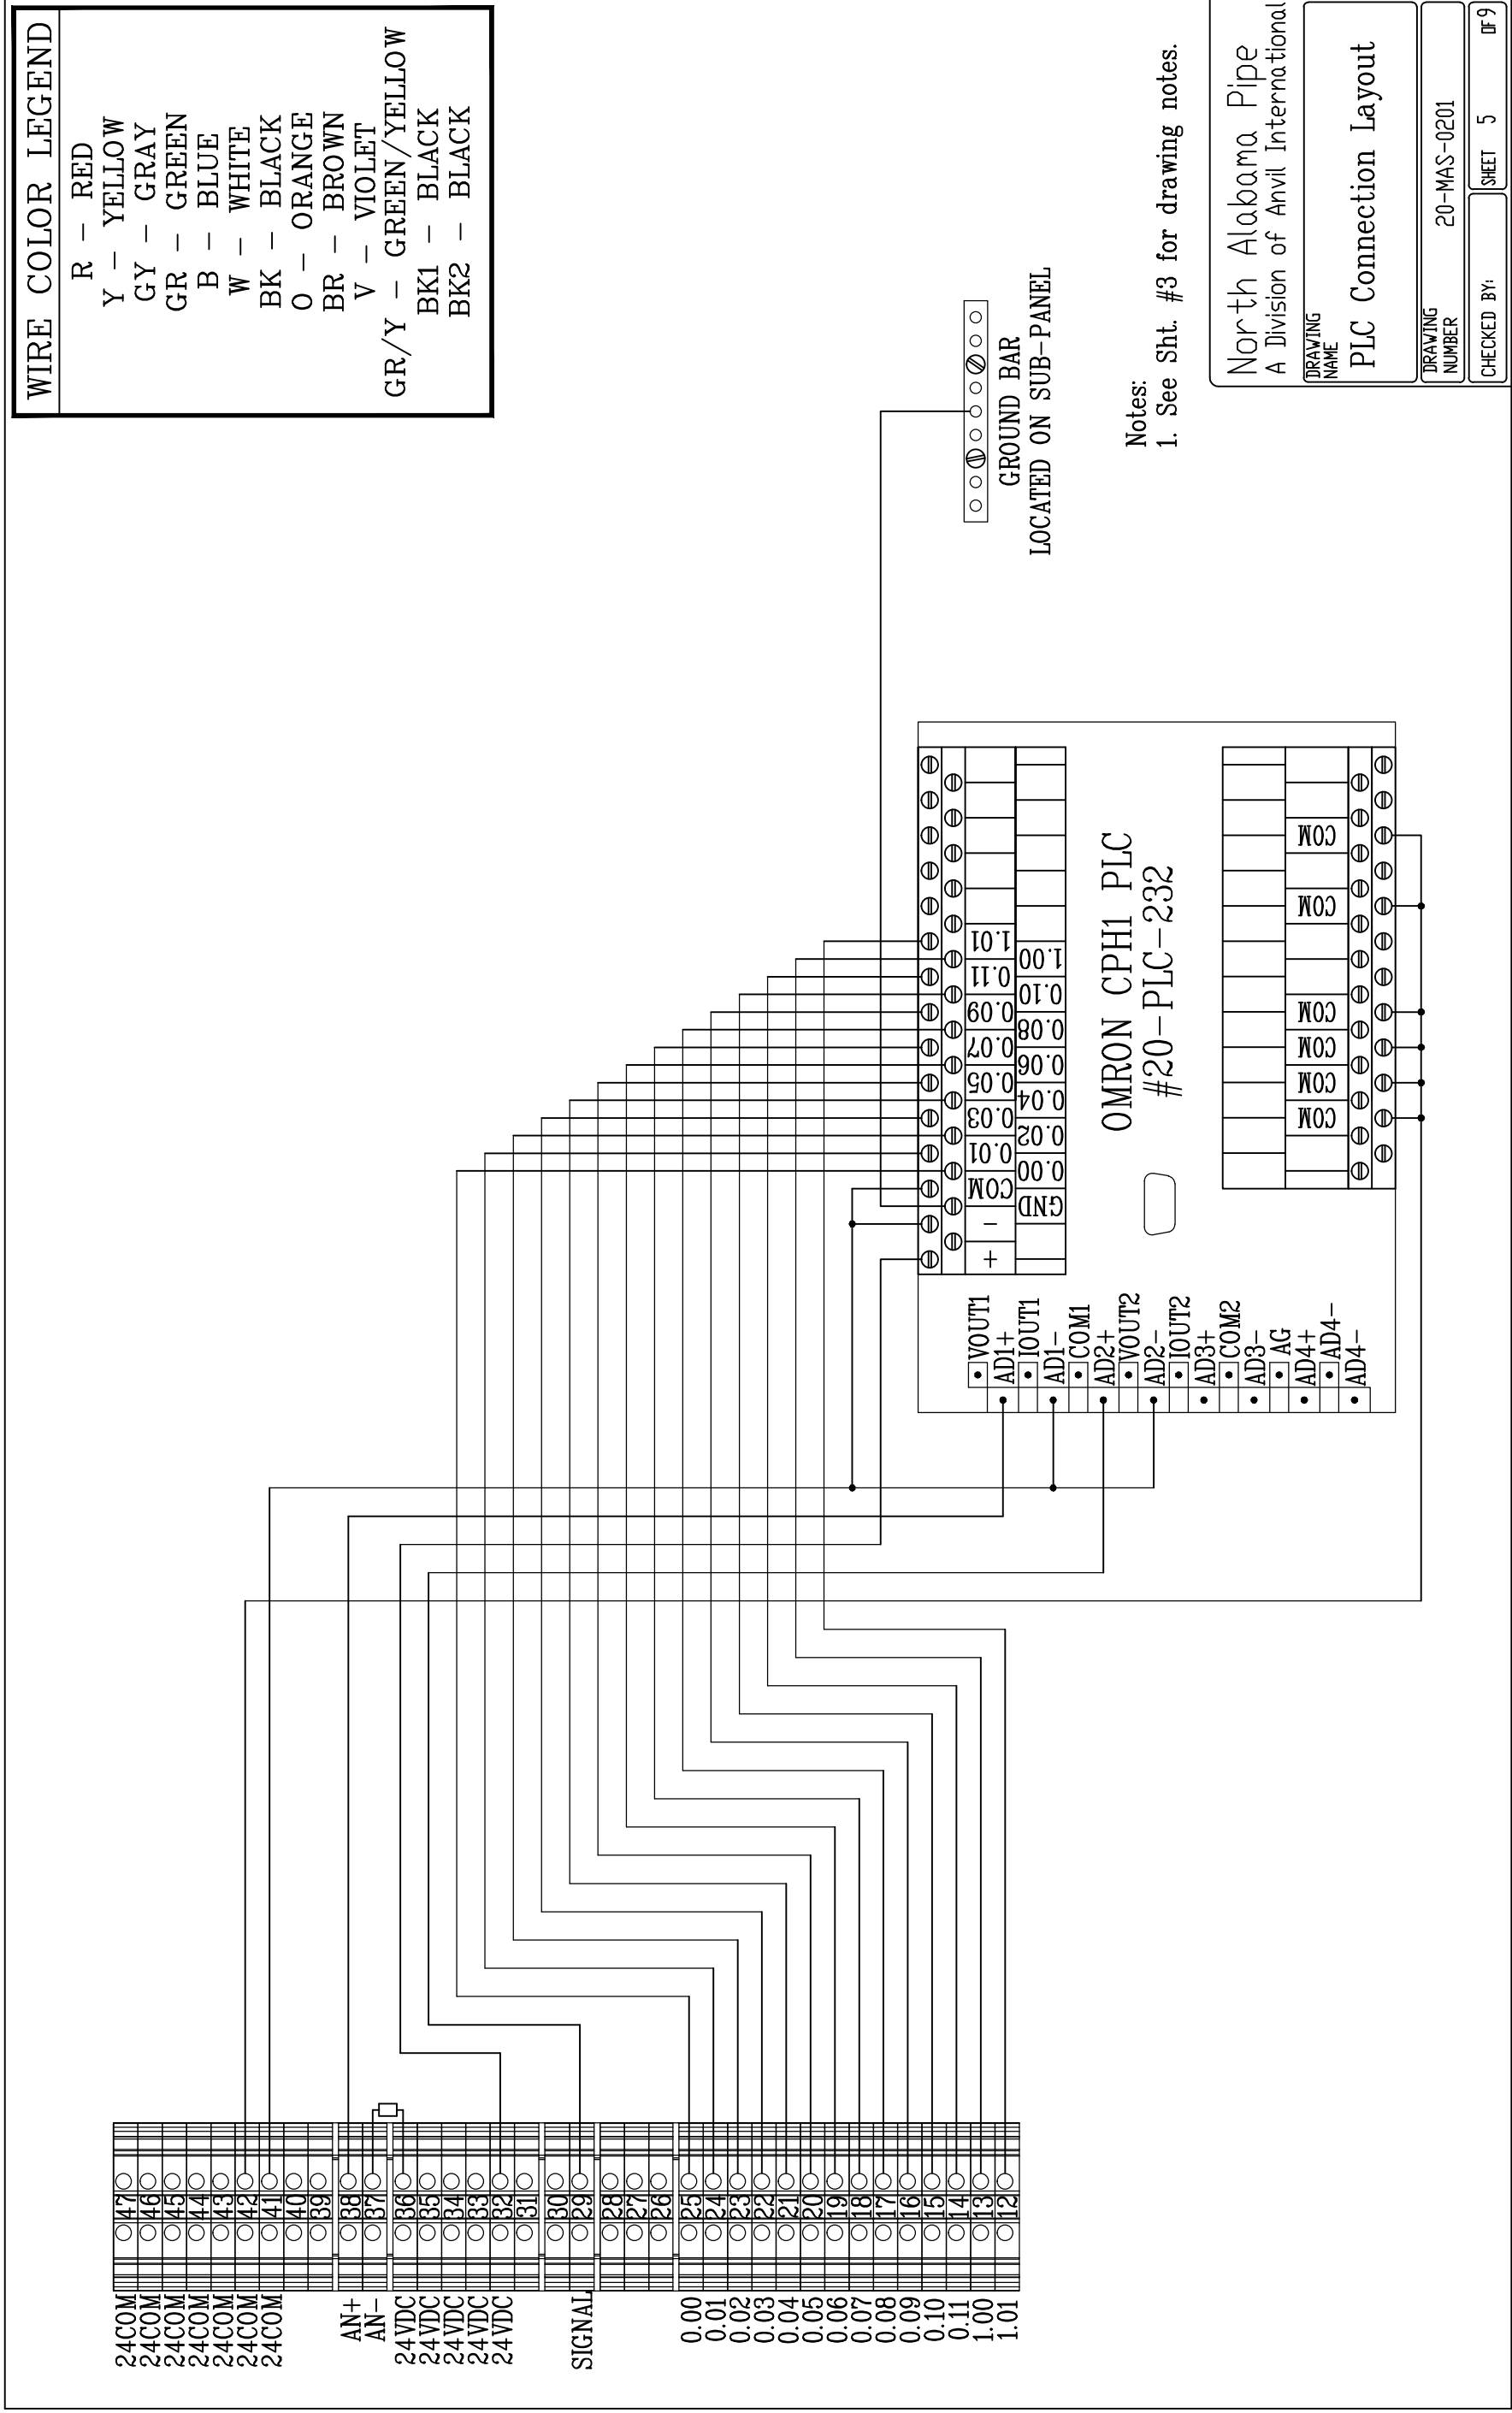 WIRE COLOR LEGEND
R - RED
Y - YELLOW
GY - GRAY
GR - GREEN
B - BLUE
W - WHITE
BK - BLACK
O - ORANGE
BR - BROWN
V - VIOLET
GR/Y - GREEN/YELLOW
BK1 - BLACK
BK2 - BLACK
24COM 47
24COM 46
24COM 45
24COM 44
24COM 43
24COM 42
24COM 41
40
39
AN+ 38
AN- 37
24VDC 36
24VDC 35
24VDC 34
24VDC 33
24VDC 32
31
30
SIGNAL 29
28
27
26
0.00 25
0.01 24
0.02 23
0.03 22
0.04 21
0.05 20
0.06 19
0.07 18
0.08 17
0.09 16
0.10 15
0.11 14
1.00 13
1.01 12
+ - COM 0.01 0.03 0.05 0.07 0.09 0.11 1.01
GND 0.00 0.02 0.04 0.06 0.08 0.10 1.00
VOUT1
AD1+
IOUT1
AD1-
COM1
AD2+
VOUT2
AD2-
IOUT2
AD3+
COM2
AD3-
AG
AD4+
AD4-
AD4-
OMRON CPH1 PLC
#20-PLC-232
COM COM COM COM COM COM
GROUND BAR
LOCATED ON SUB-PANEL
Notes:
1. See Sht. #3 for drawing notes.
North Alabama Pipe
A Division of Anvil International
DRAWING
NAME
PLC Connection Layout
DRAWING
NUMBER
20-MAS-0201
CHECKED BY:
SHEET 5 OF 9